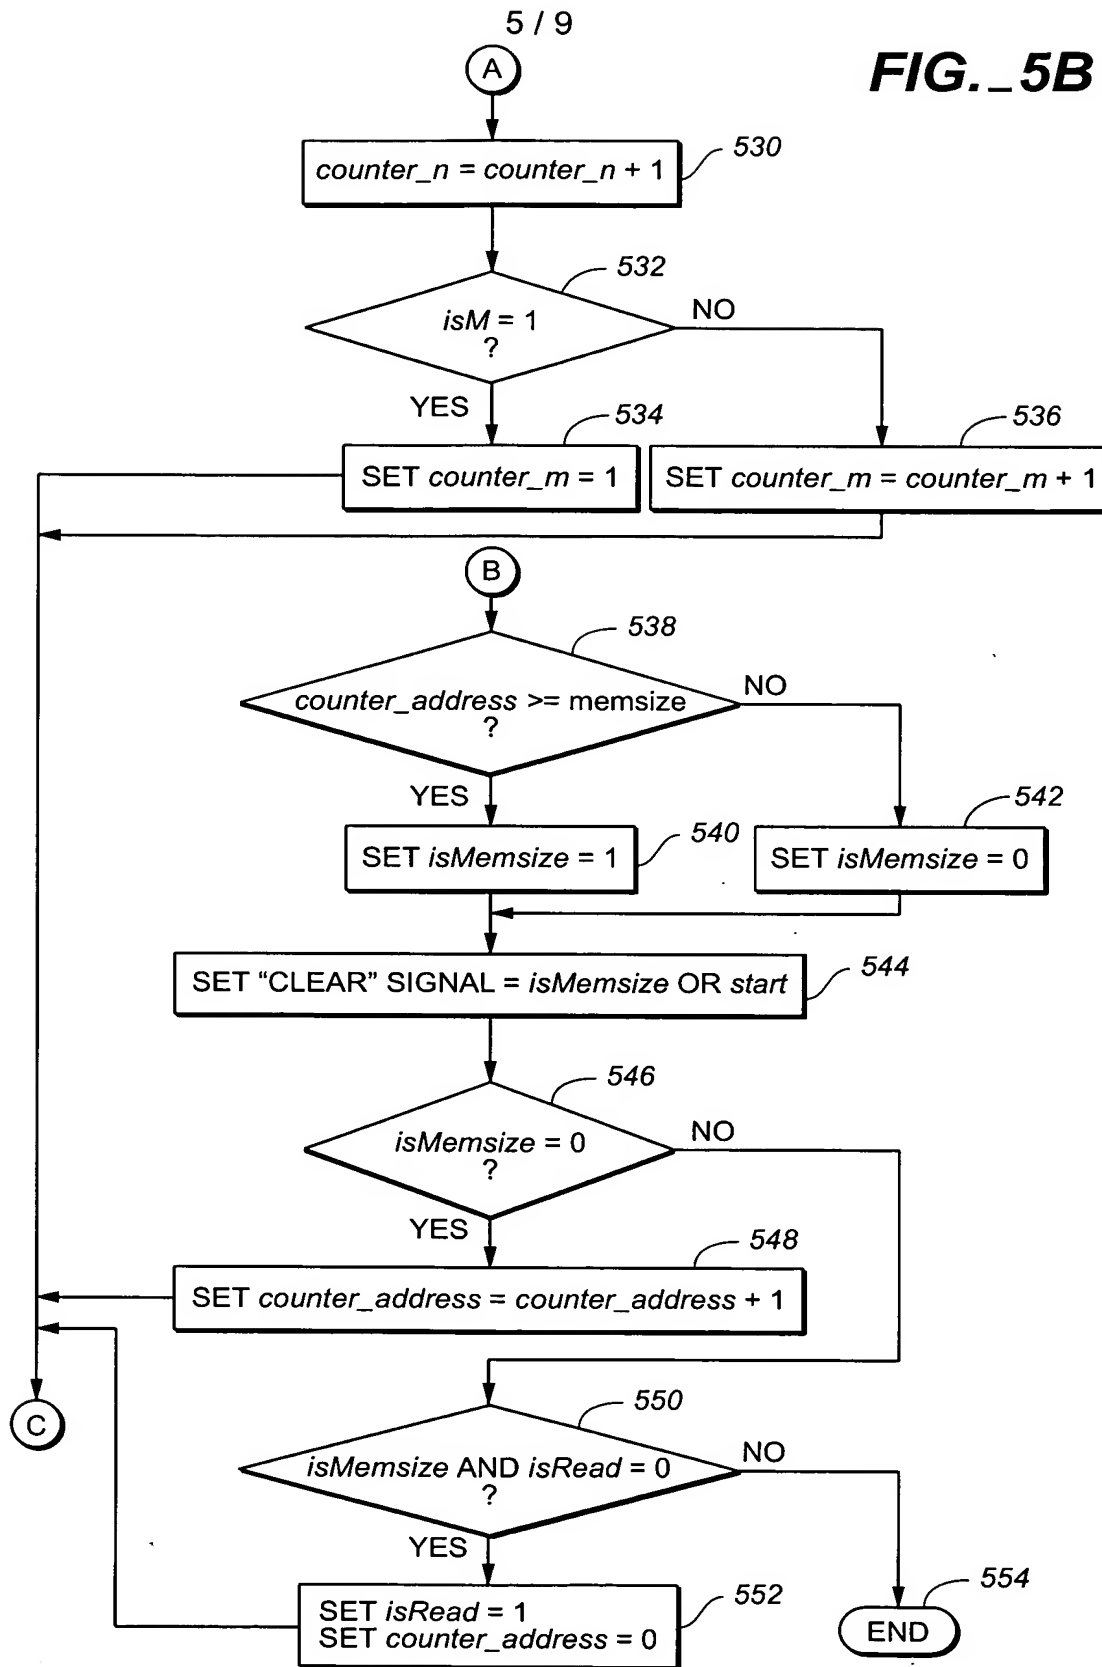 5 / 9
FIG._5B
A
530
counter_n = counter_n + 1
532
isM = 1
?
NO
YES
534
536
SET counter_m = 1
SET counter_m = counter_m + 1
B
538
counter_address >= memsize
?
NO
YES
540
542
SET isMemsize = 1
SET isMemsize = 0
544
SET “CLEAR” SIGNAL = isMemsize OR start
546
isMemsize = 0
?
NO
YES
548
SET counter_address = counter_address + 1
C
550
isMemsize AND isRead = 0
?
NO
YES
552
554
SET isRead = 1
SET counter_address = 0
END